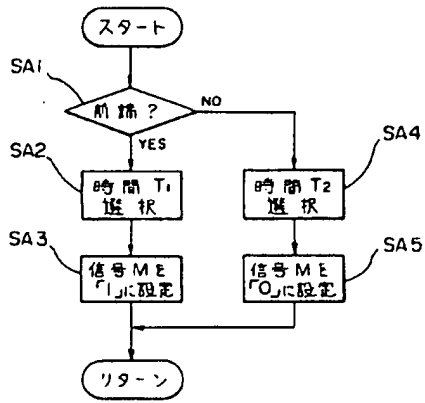 スタート
SA1
前端?
NO
YES
SA2
時間 T1
選択
SA4
時間 T2
選択
SA3
信号ME
「1」に設定
SA5
信号ME
「0」に設定
リターン